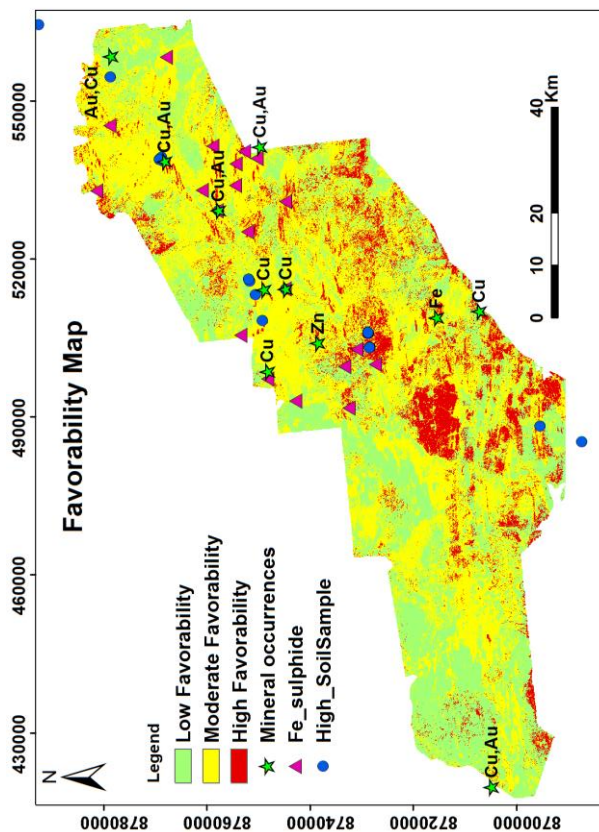 Favorability Map
N
Legend
Low Favorability
Moderate Favorability
High Favorability
Mineral occurrences
Fe_sulphide
High_SoilSample
430000
460000
490000
520000
550000
8780000
8760000
8740000
8720000
8700000
Au,Cu
Cu,Au
Cu,Au
Cu,Au
Cu
Cu
Cu
Zn
Fe
Cu
Cu,Au
0
10
20
40
Km